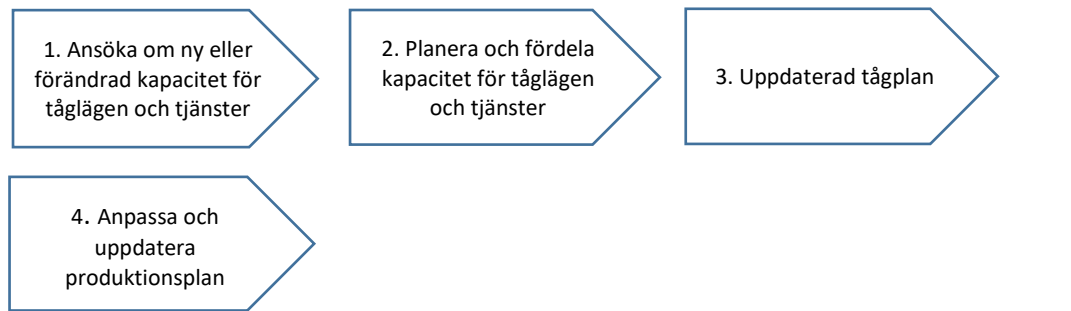 1. Ansöka om ny eller
förändrad kapacitet för
tåglägen och tjänster
2. Planera och fördela
kapacitet för tåglägen
och tjänster
3. Uppdaterad tågplan
4. Anpassa och
uppdatera
produktionsplan